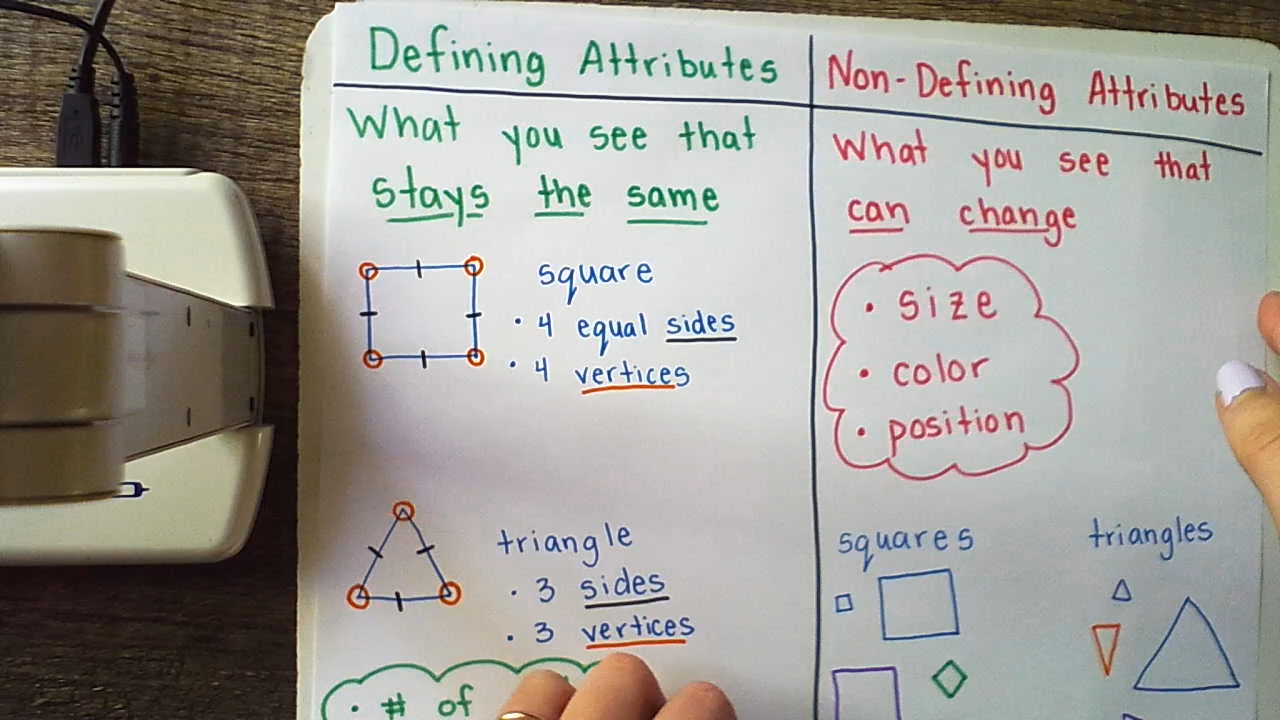 Defining Attributes
What you see that
stays the same
square
• 4 equal sides
• 4 vertices
triangle
• 3 sides
• 3 vertices
• # of
Non-Defining Attributes
What you see that
can change
• size
• color
• position
squares
triangles